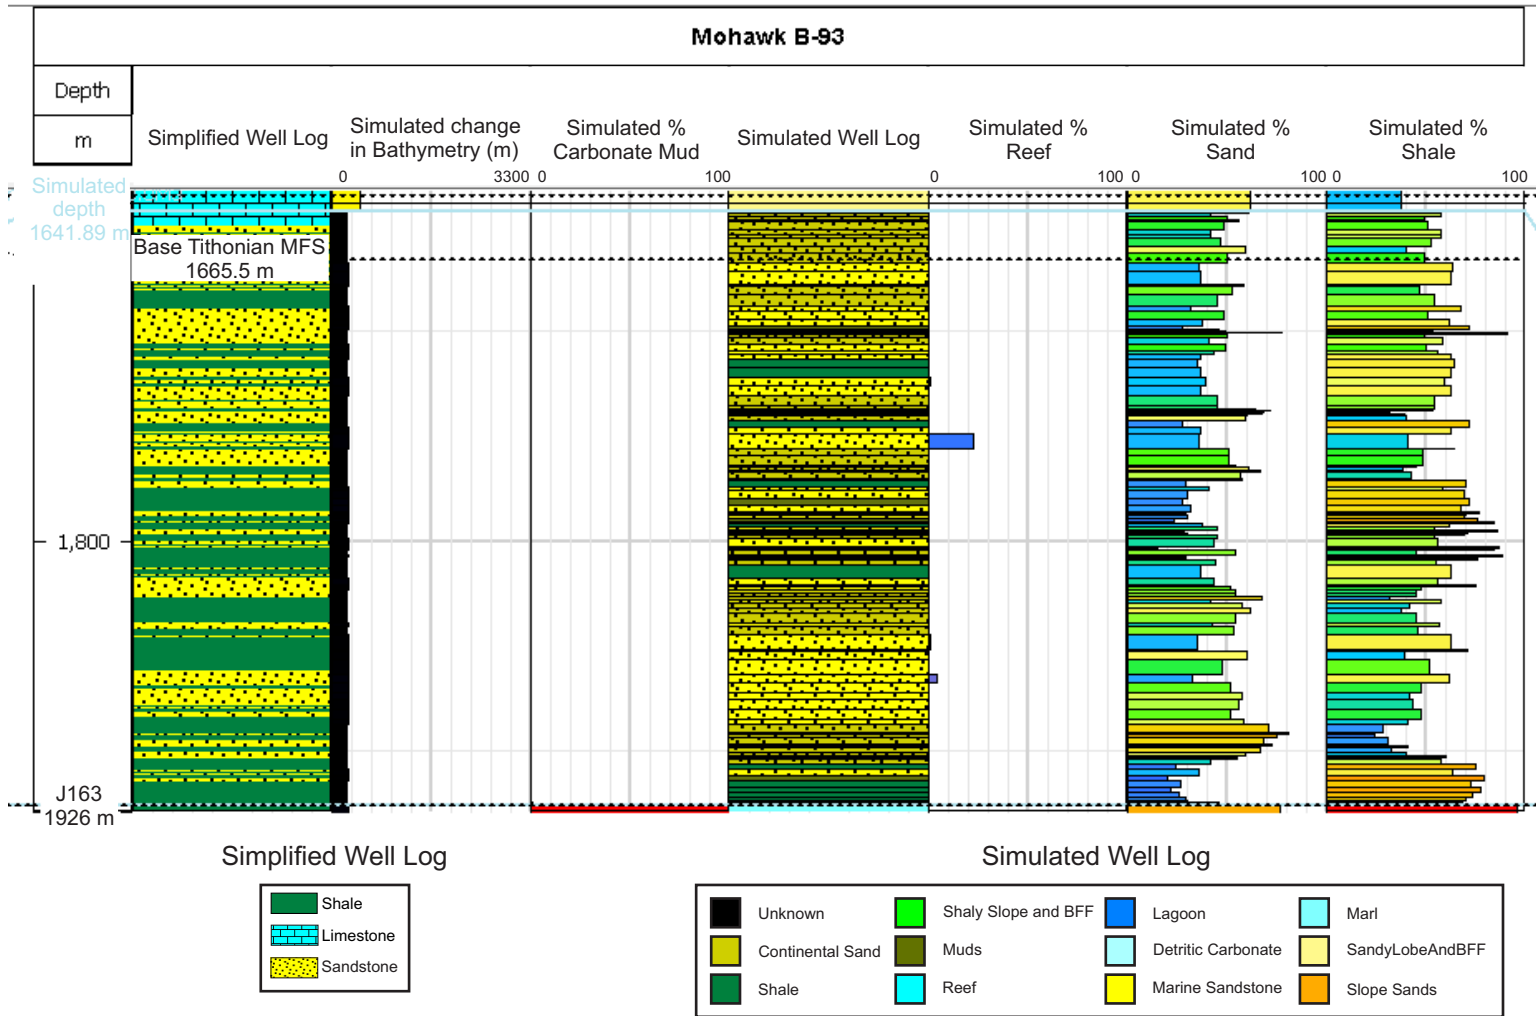 Mohawk B-93
Depth
m
Simplified Well Log
Simulated change
in Bathymetry (m)
Simulated %
Carbonate Mud
Simulated Well Log
Simulated %
Reef
Simulated %
Sand
Simulated %
Shale
0 3300 0 100 0 100 0 100 0 100
Simulated
depth
1641.89 m
Base Tithonian MFS
1665.5 m
1,800
J163
1926 m
Simplified Well Log
Shale
Limestone
Sandstone
Simulated Well Log
Unknown
Shaly Slope and BFF
Lagoon
Marl
Continental Sand
Muds
Detritic Carbonate
SandyLobeAndBFF
Shale
Reef
Marine Sandstone
Slope Sands